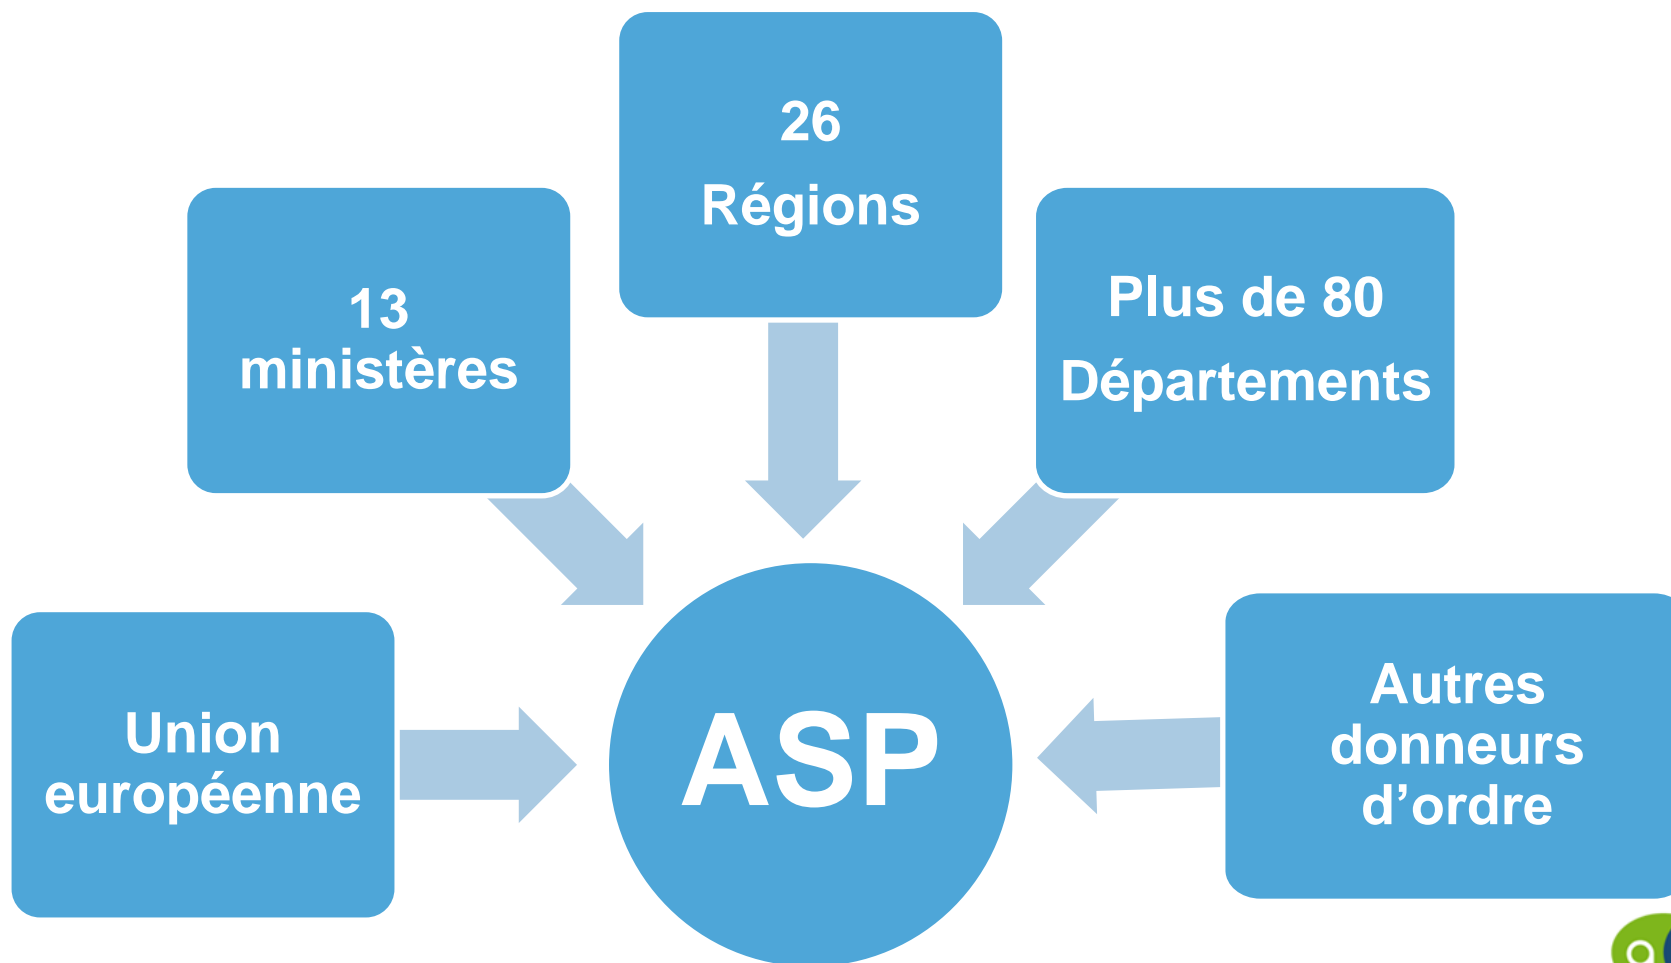 26
Régions
13
ministères
Plus de 80
Départements
Union
européenne
ASP
Autres
donneurs
d’ordre